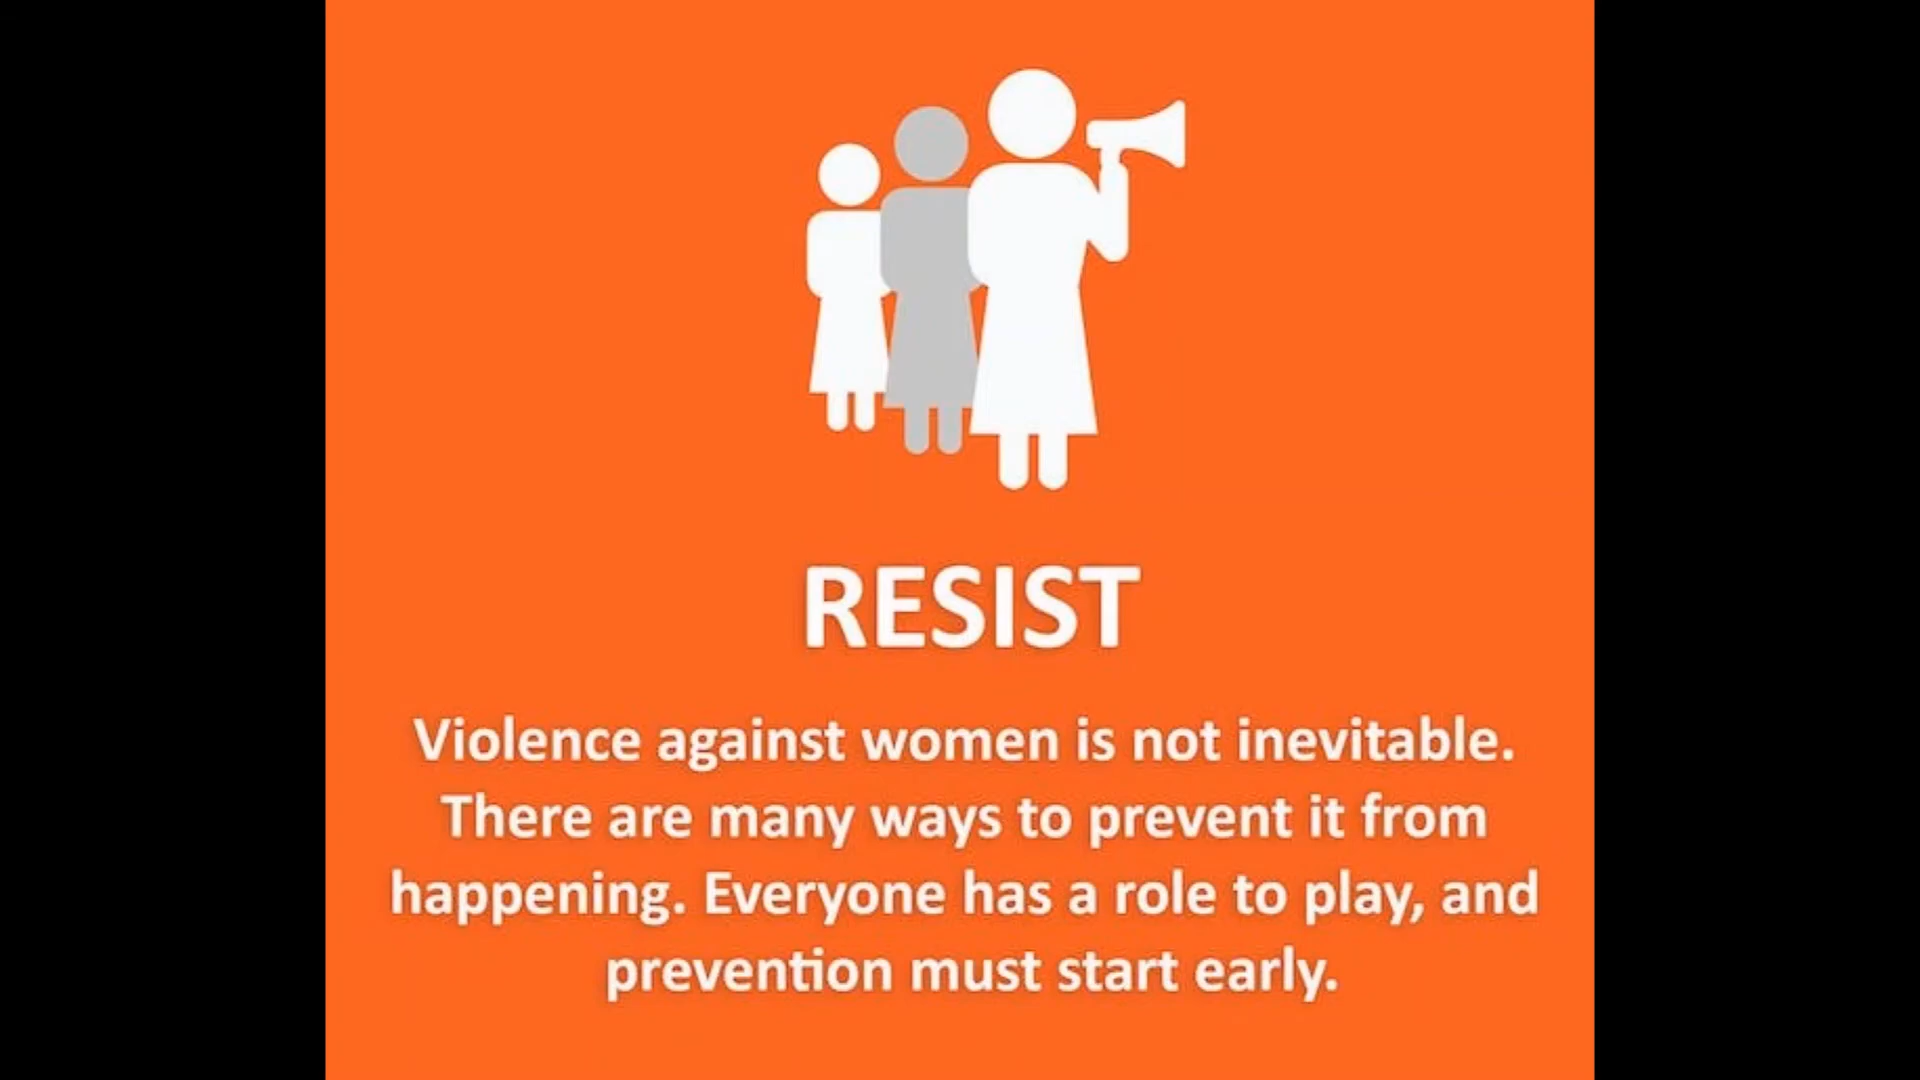 RESIST
Violence against women is not inevitable.
There are many ways to prevent it from
happening. Everyone has a role to play, and
prevention must start early.